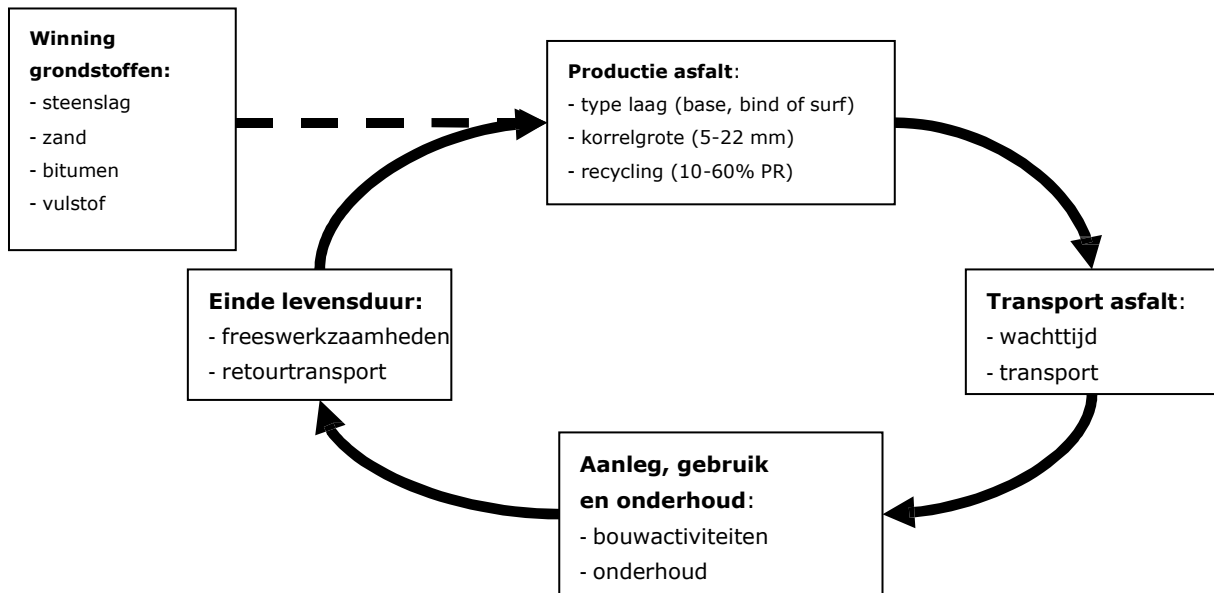 Winning
grondstoffen:
- steenslag
- zand
- bitumen
- vulstof
Productie asfalt:
- type laag (base, bind of surf)
- korrelgrote (5-22 mm)
- recycling (10-60% PR)
Einde levensduur:
- freeswerkzaamheden
- retourtransport
Transport asfalt:
- wachttijd
- transport
Aanleg, gebruik
en onderhoud:
- bouwactiviteiten
- onderhoud